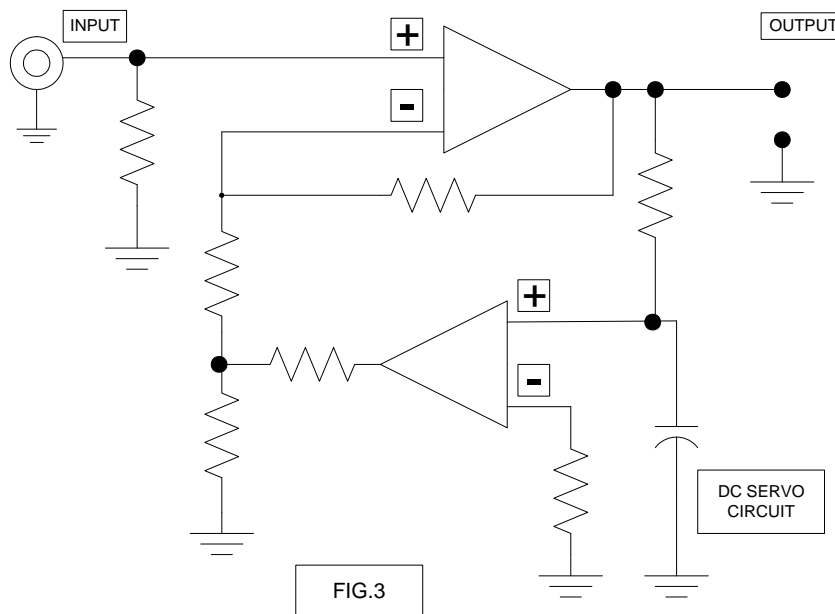 INPUT
OUTPUT
+
-
+
-
DC SERVO
CIRCUIT
FIG.3